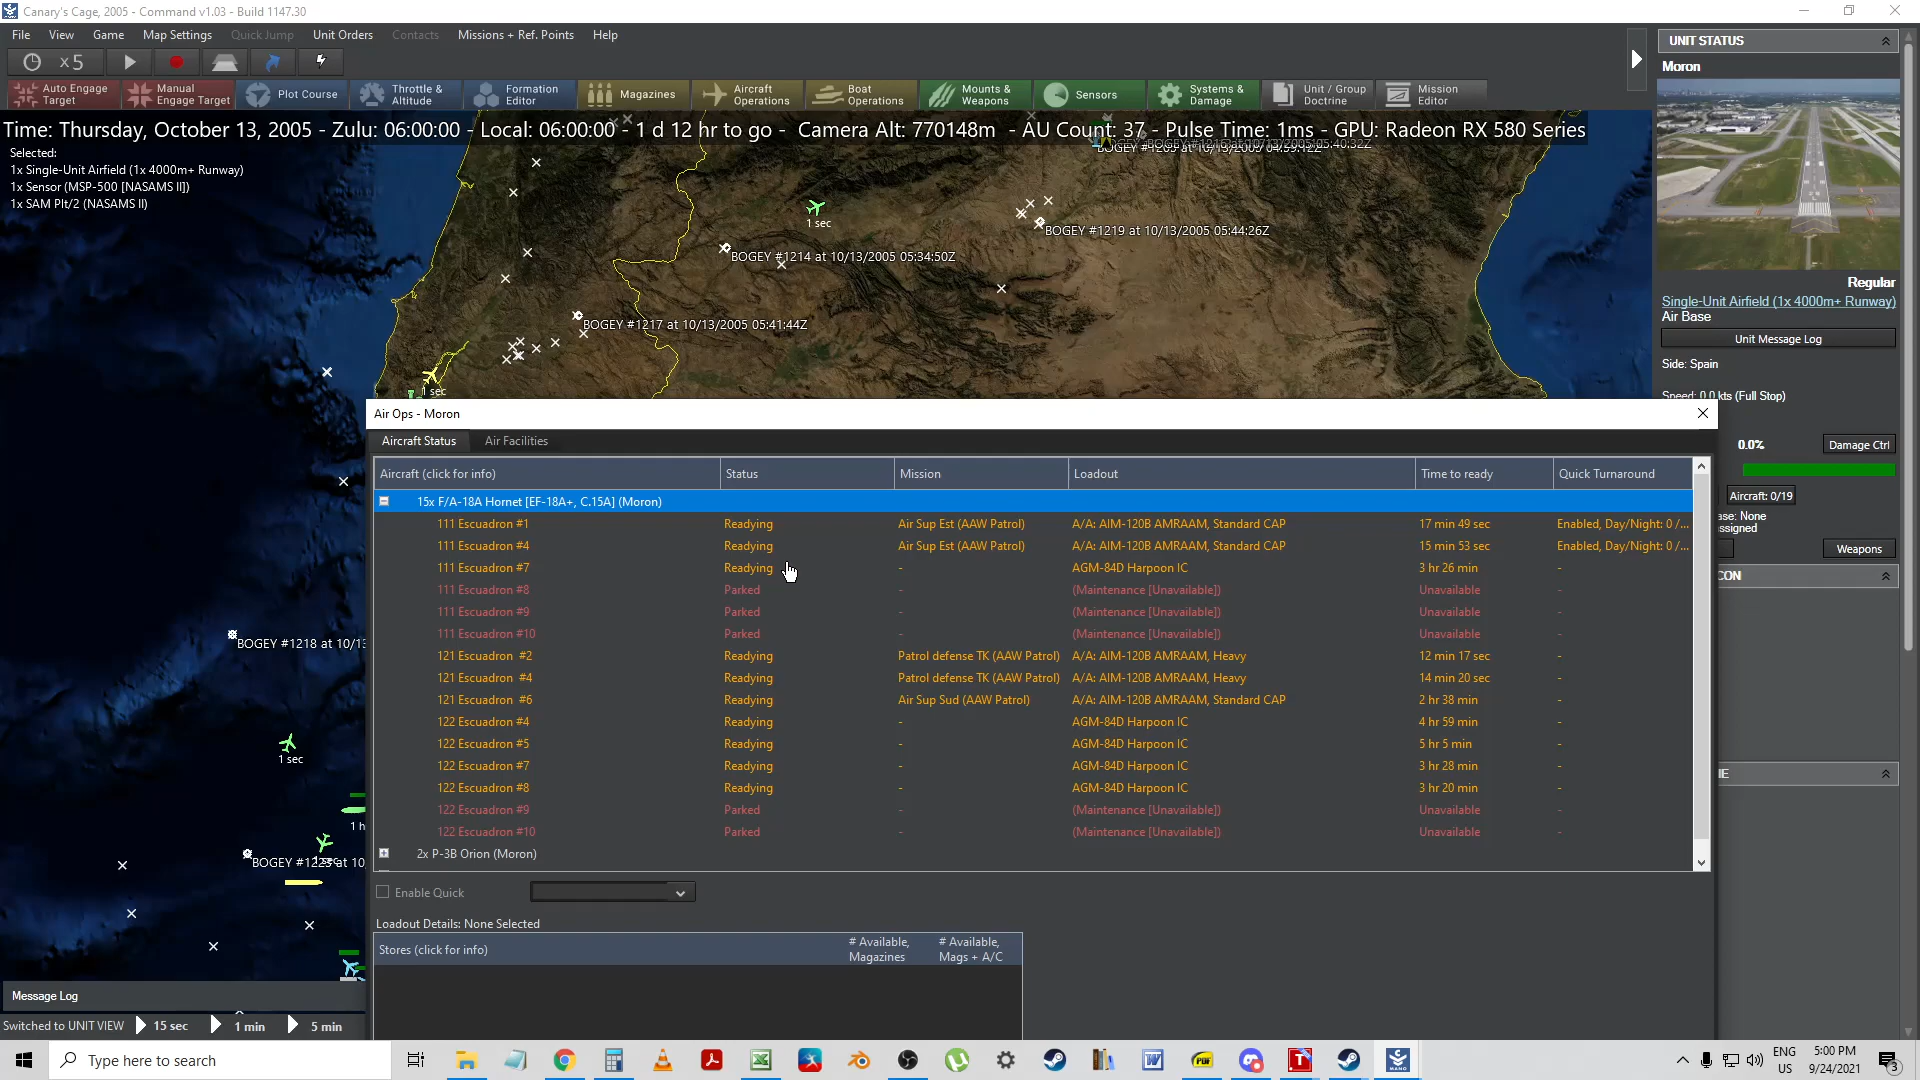 Canary's Cage, 2005 - Command v1.03 - Build 1147.30
File View Game Map Settings Quick Jump Unit Orders Contacts Missions + Ref. Points Help
x 5
Auto Engage Target
Manual Engage Target
Plot Course
Throttle & Altitude
Formation Editor
Magazines
Aircraft Operations
Boat Operations
Mounts & Weapons
Sensors
Systems & Damage
Unit / Group Doctrine
Mission Editor
Time: Thursday, October 13, 2005 - Zulu: 06:00:00 - Local: 06:00:00 - 1 d 12 hr to go - Camera Alt: 770148m - AU Count: 37 - Pulse Time: 1ms - GPU: Radeon RX 580 Series
Selected:
1x Single-Unit Airfield (1x 4000m+ Runway)
1x Sensor (MSP-500 [NASAMS II])
1x SAM Plt/2 (NASAMS II)
1 sec
BOGEY #1219 at 10/13/2005 05:44:26Z
BOGEY #1214 at 10/13/2005 05:34:50Z
BOGEY #1217 at 10/13/2005 05:41:44Z
1 sec
BOGEY #1218 at 10/13
1 sec
1 h
BOGEY #1223 at 10
UNIT STATUS
Moron
Regular
Single-Unit Airfield (1x 4000m+ Runway)
Air Base
Unit Message Log
Side: Spain
Speed: 0.0 kts (Full Stop)
0.0% Damage Ctrl
Aircraft: 0/19
ase: None
ssigned
Weapons
CON
NE
Air Ops - Moron
Aircraft Status Air Facilities
Aircraft (click for info) Status Mission Loadout Time to ready Quick Turnaround
15x F/A-18A Hornet [EF-18A+, C.15A] (Moron)
111 Escuadron #1 Readying Air Sup Est (AAW Patrol) A/A: AIM-120B AMRAAM, Standard CAP 17 min 49 sec Enabled, Day/Night: 0 /...
111 Escuadron #4 Readying Air Sup Est (AAW Patrol) A/A: AIM-120B AMRAAM, Standard CAP 15 min 53 sec Enabled, Day/Night: 0 /...
111 Escuadron #7 Readying - AGM-84D Harpoon IC 3 hr 26 min -
111 Escuadron #8 Parked - (Maintenance [Unavailable]) Unavailable -
111 Escuadron #9 Parked - (Maintenance [Unavailable]) Unavailable -
111 Escuadron #10 Parked - (Maintenance [Unavailable]) Unavailable -
121 Escuadron #2 Readying Patrol defense TK (AAW Patrol) A/A: AIM-120B AMRAAM, Heavy 12 min 17 sec -
121 Escuadron #4 Readying Patrol defense TK (AAW Patrol) A/A: AIM-120B AMRAAM, Heavy 14 min 20 sec -
121 Escuadron #6 Readying Air Sup Sud (AAW Patrol) A/A: AIM-120B AMRAAM, Standard CAP 2 hr 38 min -
122 Escuadron #4 Readying - AGM-84D Harpoon IC 4 hr 59 min -
122 Escuadron #5 Readying - AGM-84D Harpoon IC 5 hr 5 min -
122 Escuadron #7 Readying - AGM-84D Harpoon IC 3 hr 28 min -
122 Escuadron #8 Readying - AGM-84D Harpoon IC 3 hr 20 min -
122 Escuadron #9 Parked - (Maintenance [Unavailable]) Unavailable -
122 Escuadron #10 Parked - (Maintenance [Unavailable]) Unavailable -
2x P-3B Orion (Moron)
Enable Quick
Loadout Details: None Selected
Stores (click for info) # Available, Magazines # Available, Mags + A/C
Message Log
Switched to UNIT VIEW 15 sec 1 min 5 min
Type here to search
ENG US
5:00 PM
9/24/2021
3